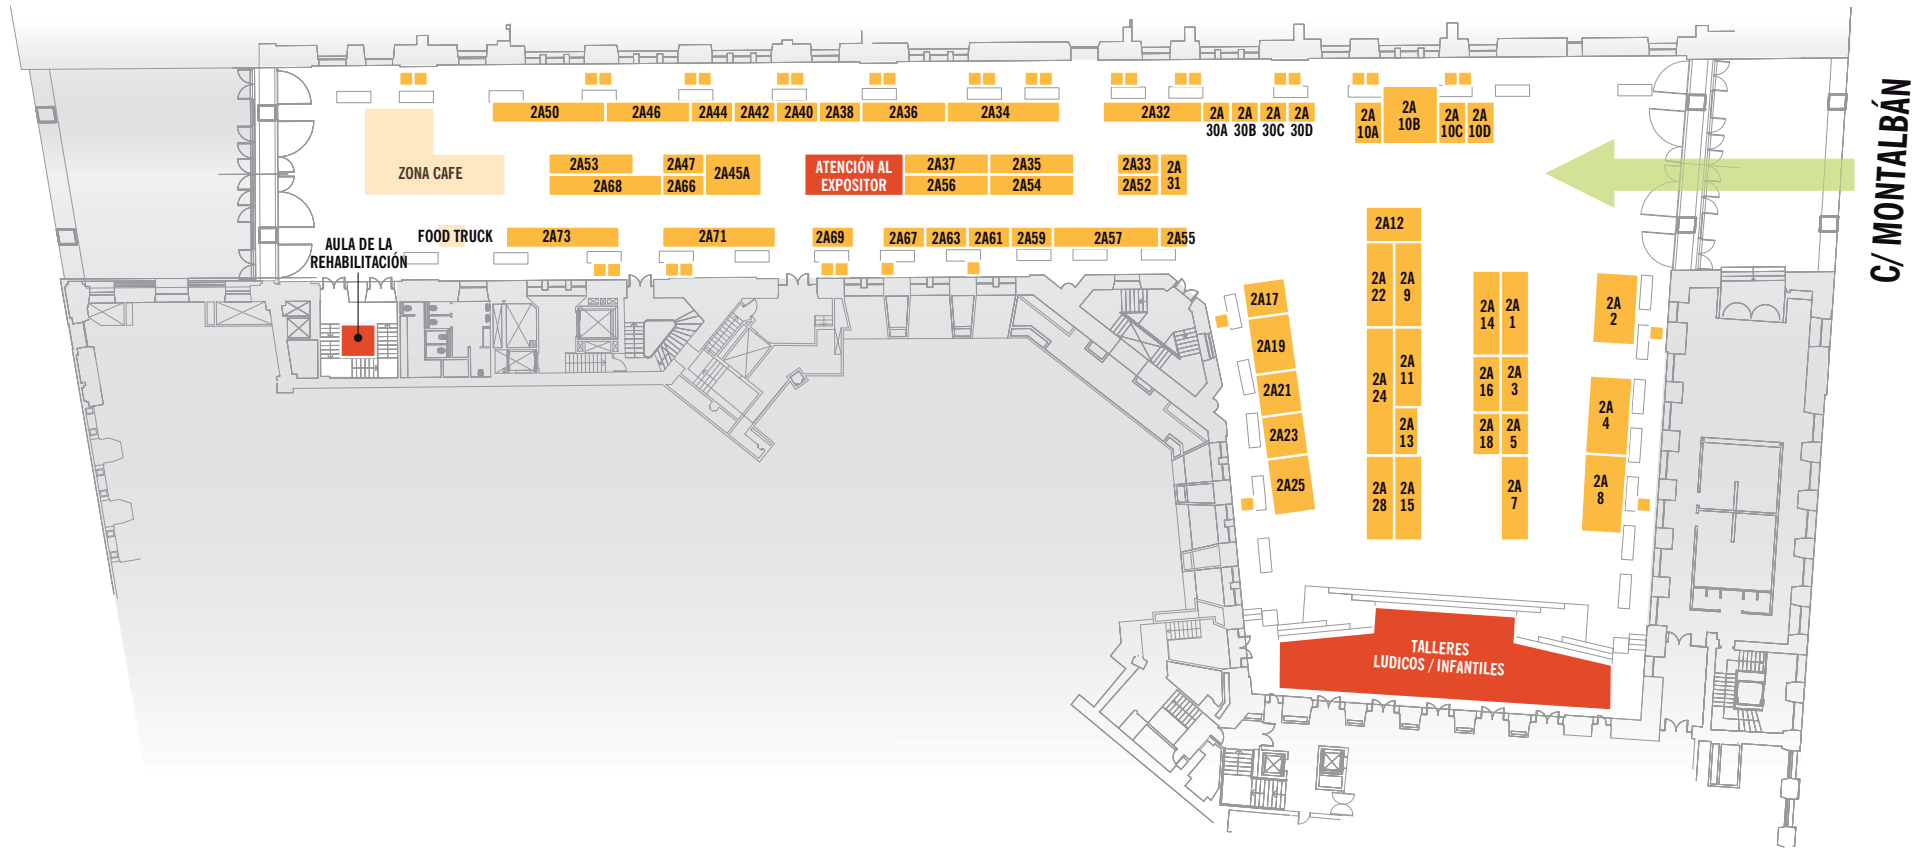 2A50
2A46
2A44
2A42
2A40
2A38
2A36
2A34
2A32
2A
30A
2A
30B
2A
30C
2A
30D
2A
10A
2A
10B
2A
10C
2A
10D
C/ MONTALBÁN
ZONA CAFE
2A53
2A68
2A47
2A66
2A45A
ATENCIÓN AL
EXPOSITOR
2A37
2A56
2A35
2A54
2A33
2A52
2A
31
FOOD TRUCK
2A73
2A71
2A69
2A67
2A63
2A61
2A59
2A57
2A55
AULA DE LA
REHABILITACIÓN
2A12
2A
22
2A
9
2A
24
2A
11
2A
13
2A
28
2A
15
2A17
2A19
2A21
2A23
2A25
2A
14
2A
1
2A
16
2A
3
2A
18
2A
5
2A
7
2A
2
2A
4
2A
8
TALLERES
LUDICOS / INFANTILES